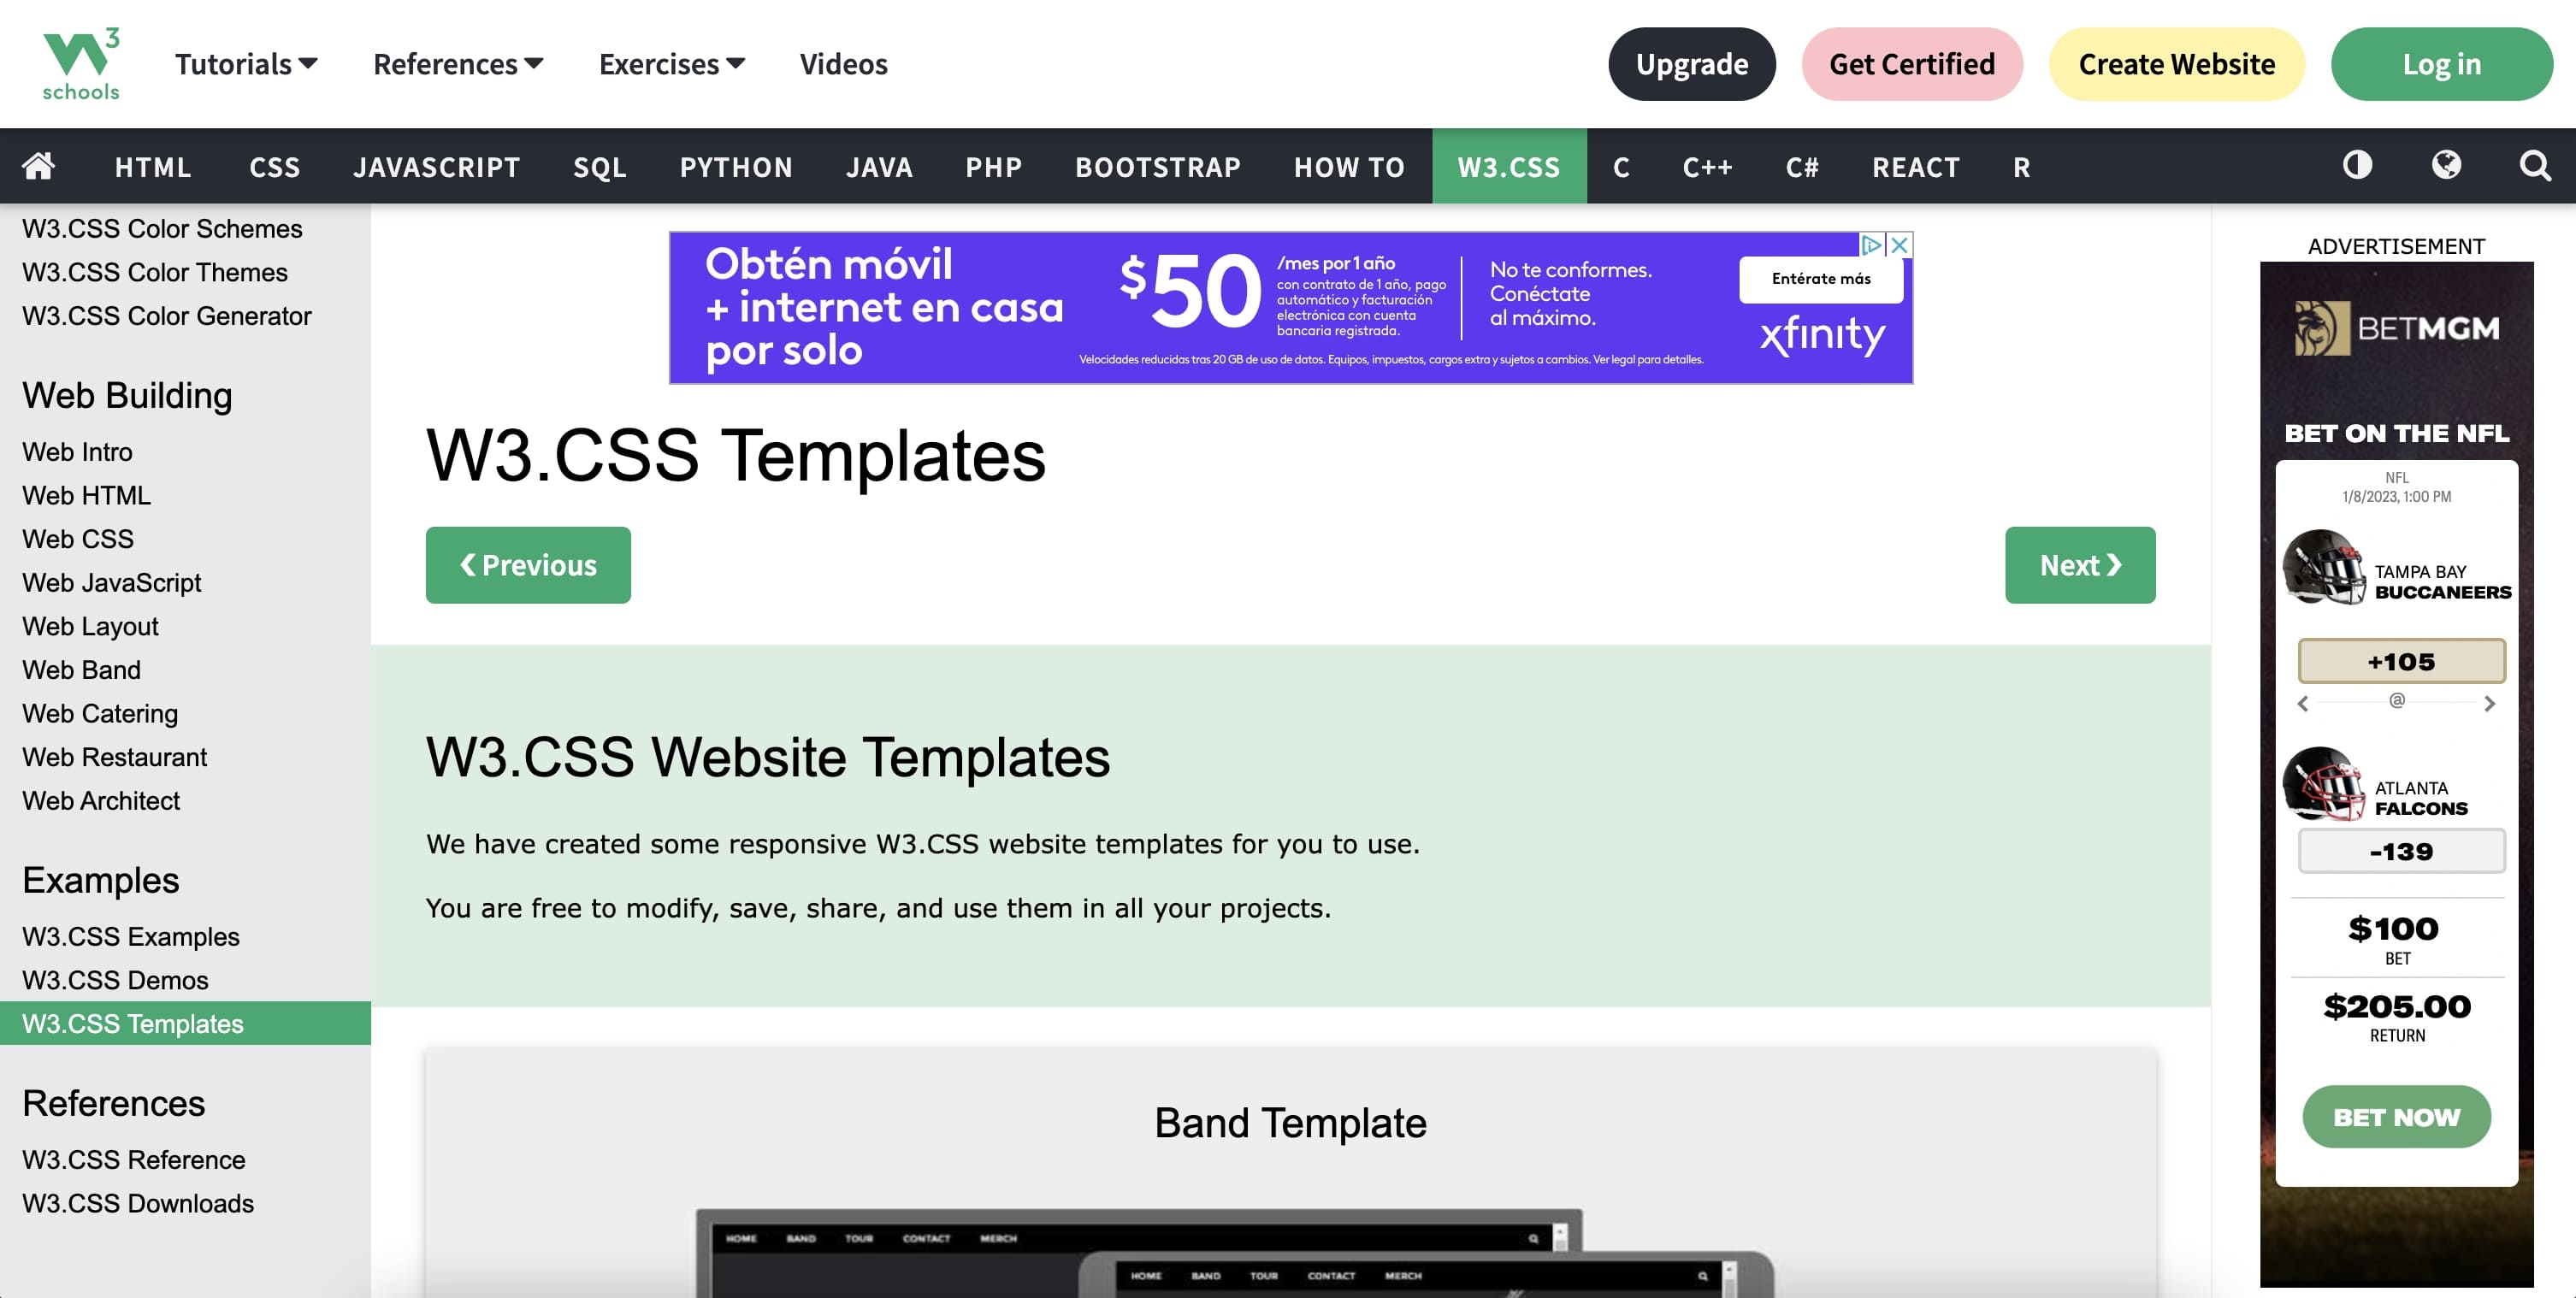 W3
schools
Tutorials
References
Exercises
Videos
Upgrade
Get Certified
Create Website
Log in
HTML
CSS
JAVASCRIPT
SQL
PYTHON
JAVA
PHP
BOOTSTRAP
HOW TO
W3.CSS
C
C++
C#
REACT
R
W3.CSS Color Schemes
W3.CSS Color Themes
W3.CSS Color Generator
Web Building
Web Intro
Web HTML
Web CSS
Web JavaScript
Web Layout
Web Band
Web Catering
Web Restaurant
Web Architect
Examples
W3.CSS Examples
W3.CSS Demos
W3.CSS Templates
References
W3.CSS Reference
W3.CSS Downloads
Obtén móvil
+ internet en casa
por solo
$50
/mes por 1 año
con contrato de 1 año, pago
automático y facturación
electrónica con cuenta
bancaria registrada.
No te conformes.
Conéctate
al máximo.
Entérate más
xfinity
Velocidades reducidas tras 20 GB de uso de datos. Equipos, impuestos, cargos extra y sujetos a cambios. Ver legal para detalles.
W3.CSS Templates
❮ Previous
Next ❯
W3.CSS Website Templates
We have created some responsive W3.CSS website templates for you to use.
You are free to modify, save, share, and use them in all your projects.
Band Template
HOME BAND TOUR CONTACT MERCH
HOME BAND TOUR CONTACT MERCH
ADVERTISEMENT
BETMGM
BET ON THE NFL
NFL
1/8/2023, 1:00 PM
TAMPA BAY
BUCCANEERS
+105
@
ATLANTA
FALCONS
-139
$100
BET
$205.00
RETURN
BET NOW